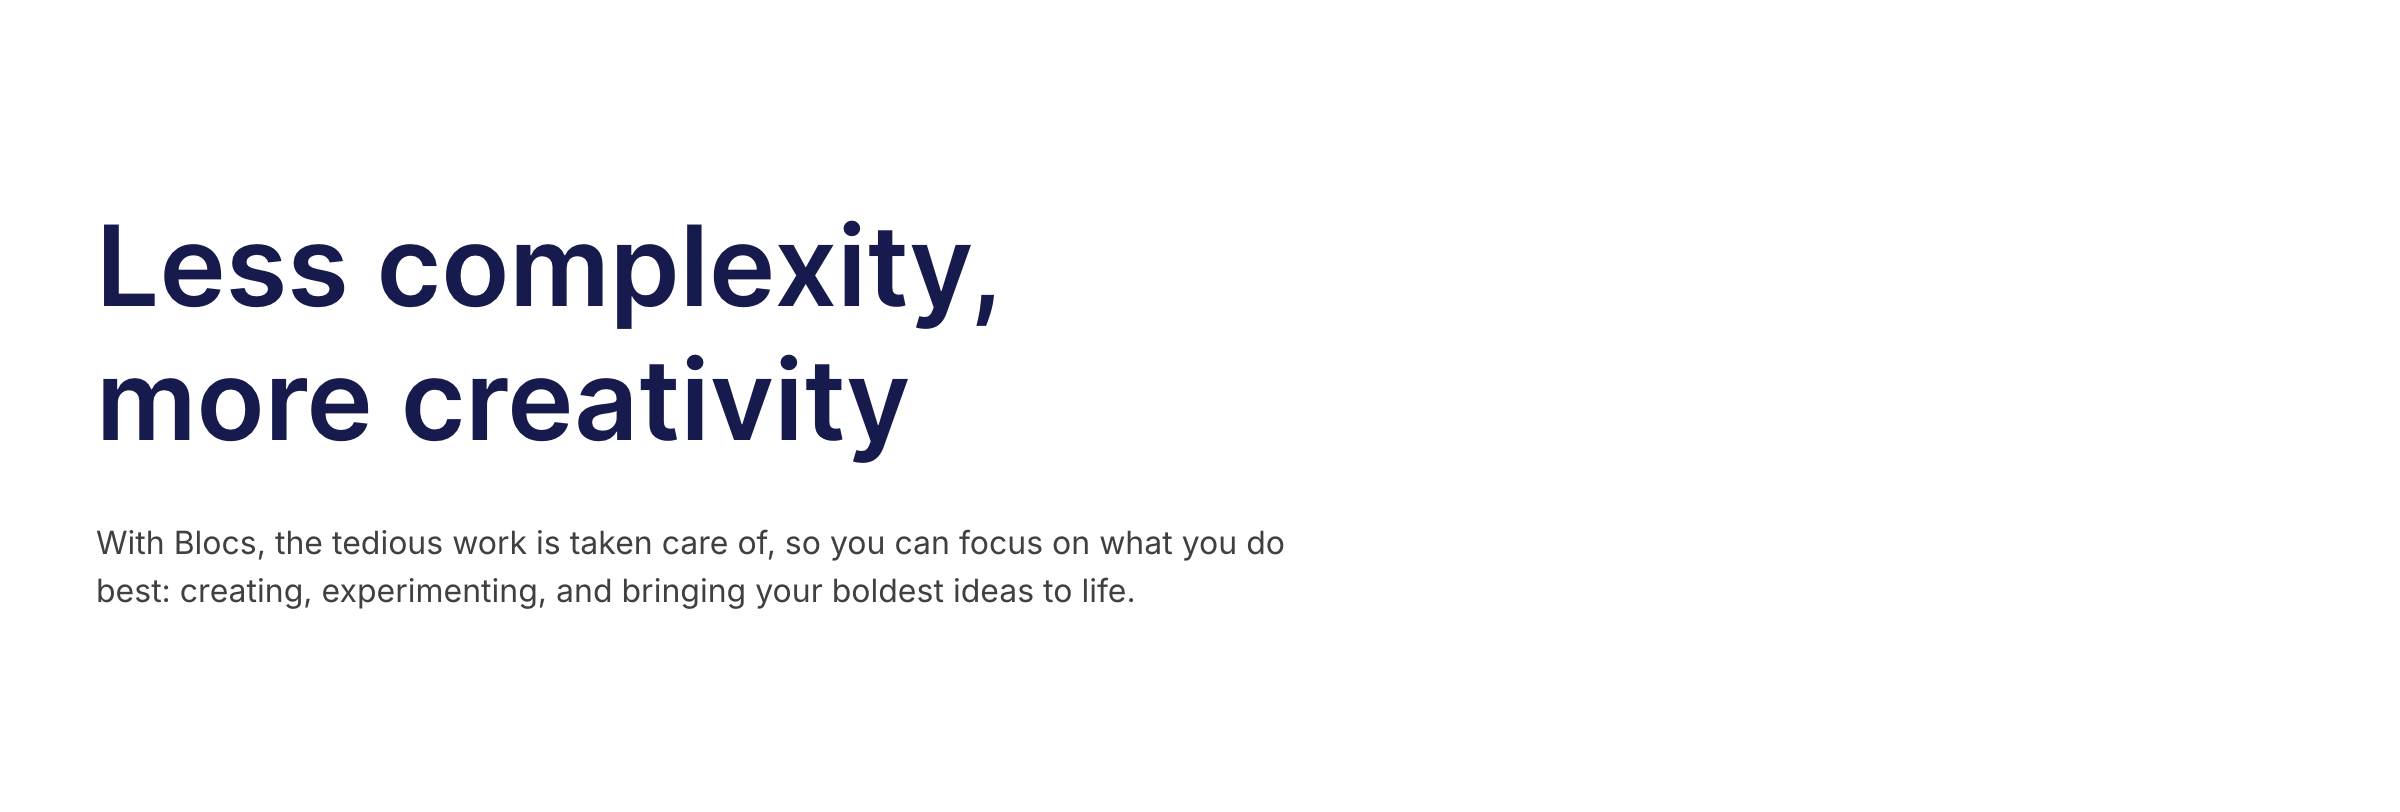 Less complexity,
more creativity
With Blocs, the tedious work is taken care of, so you can focus on what you do
best: creating, experimenting, and bringing your boldest ideas to life.